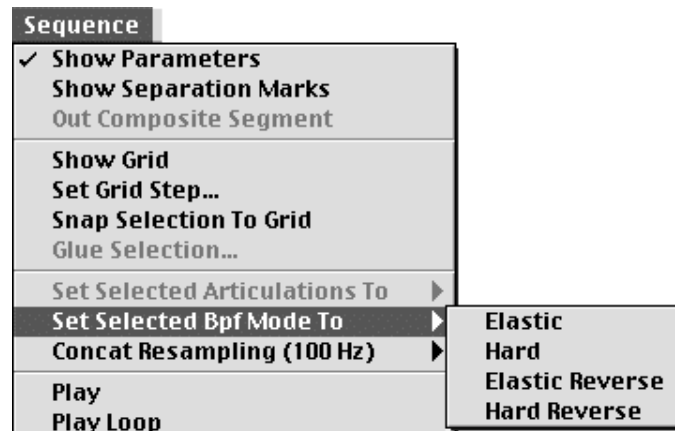 Sequence
✓ Show Parameters
Show Separation Marks
Out Composite Segment
Show Grid
Set Grid Step...
Snap Selection To Grid
Glue Selection...
Set Selected Articulations To
Set Selected Bpf Mode To
Concat Resampling (100 Hz)
Play
Play Loop
Elastic
Hard
Elastic Reverse
Hard Reverse